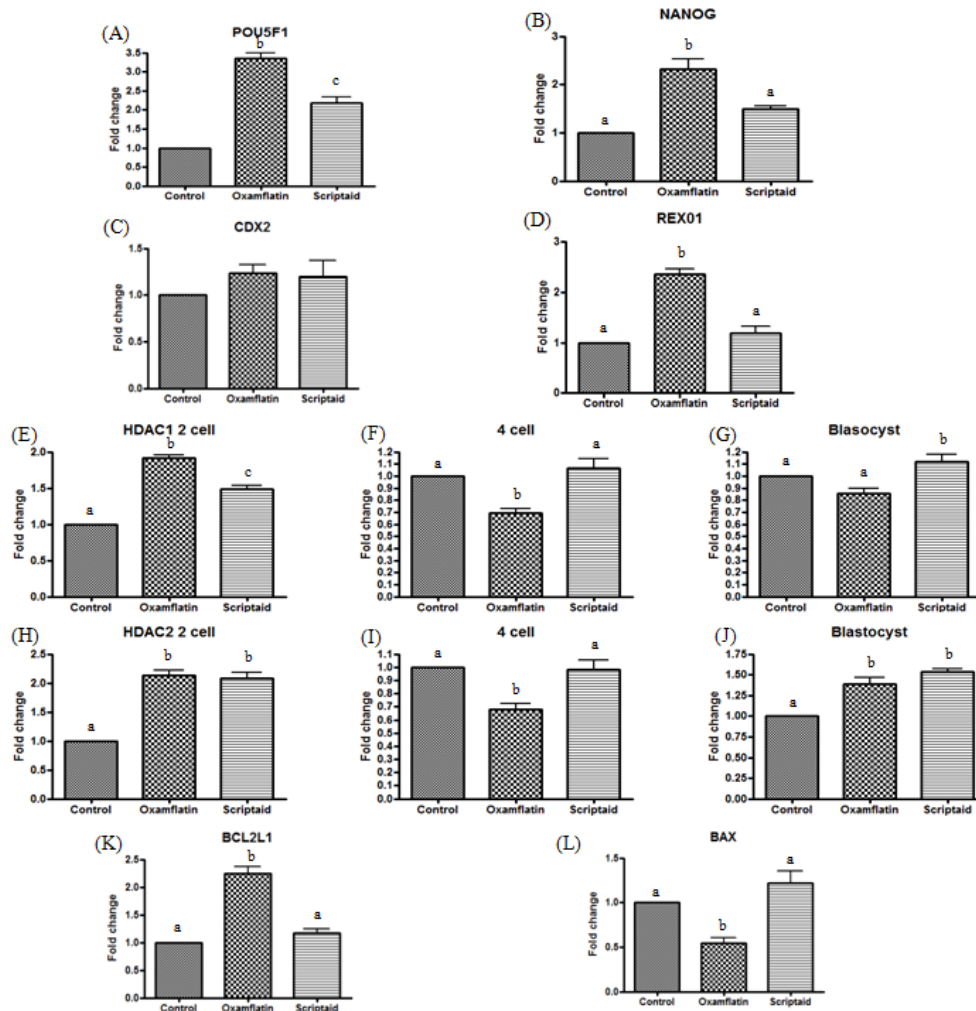 (A)
POU5F1
Fold change
3.5
3.0
2.5
2.0
1.5
1.0
0.5
0.0
b
c
Control Oxamflatin Scriptaid
(B)
NANOG
Fold change
3
2
1
0
a
b
a
Control Oxamflatin Scriptaid
(C)
CDX2
Fold change
1.5
1.0
0.5
0.0
Control Oxamflatin Scriptaid
(D)
REX01
Fold change
3
2
1
0
a
b
a
Control Oxamflatin Scriptaid
(E)
HDAC1 2 cell
Fold change
2.0
1.5
1.0
0.5
0.0
a
b
c
Control Oxamflatin Scriptaid
(F)
4 cell
Fold change
1.2
1.1
1.0
0.9
0.8
0.7
0.6
0.5
0.4
0.3
0.2
0.1
0.0
a
b
a
Control Oxamflatin Scriptaid
(G)
Blasocyst
Fold change
1.2
1.1
1.0
0.9
0.8
0.7
0.6
0.5
0.4
0.3
0.2
0.1
0.0
a
a
b
Control Oxamflatin Scriptaid
(H)
HDAC2 2 cell
Fold change
2.5
2.0
1.5
1.0
0.5
0.0
a
b
b
Control Oxamflatin Scriptaid
(I)
4 cell
Fold change
1.1
1.0
0.9
0.8
0.7
0.6
0.5
0.4
0.3
0.2
0.1
0.0
a
b
a
Control Oxamflatin Scriptaid
(J)
Blastocyst
Fold change
1.75
1.50
1.25
1.00
0.75
0.50
0.25
0.00
a
b
b
Control Oxamflatin Scriptaid
(K)
BCL2L1
Fold change
2.5
2.0
1.5
1.0
0.5
0.0
a
b
a
Control Oxamflatin Scriptaid
(L)
BAX
Fold change
1.5
1.0
0.5
0.0
a
b
a
Control Oxamflatin Scriptaid